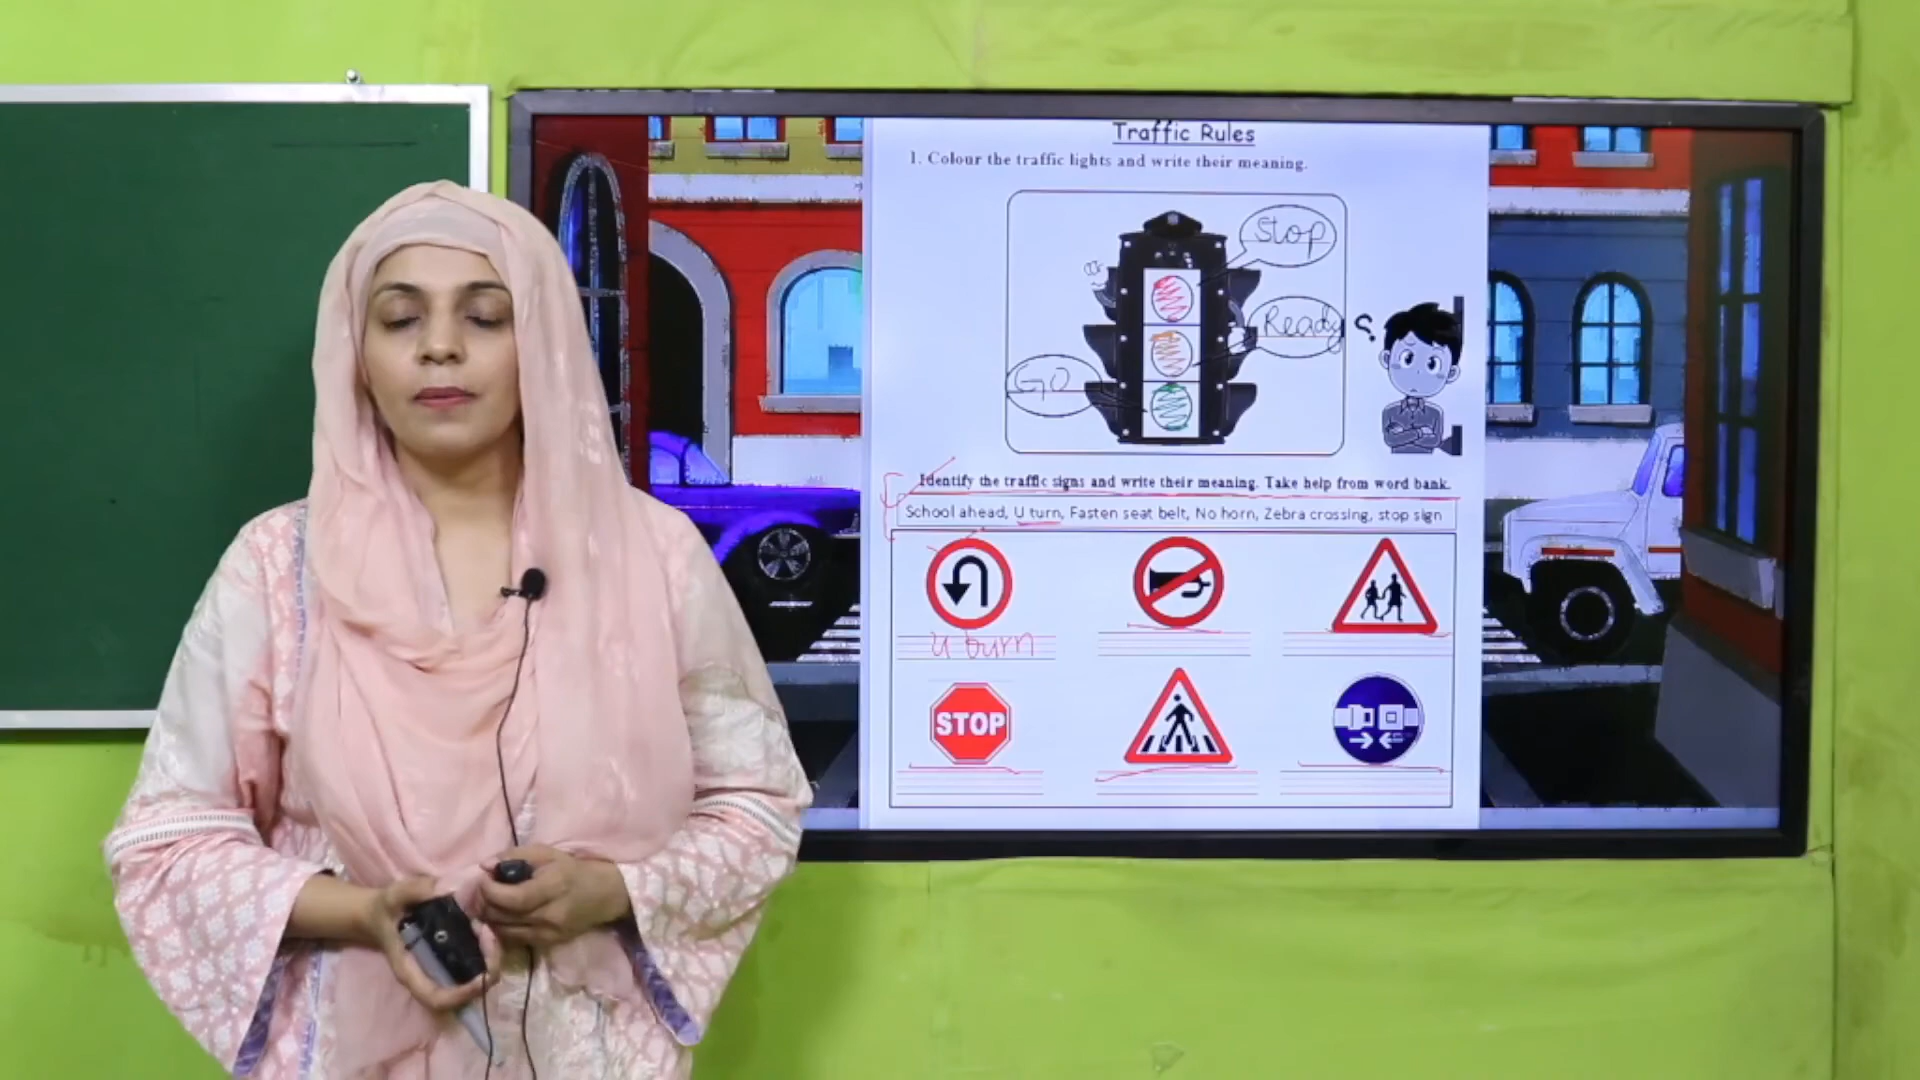 Traffic Rules
1. Colour the traffic lights and write their meaning.
Stop
Ready
Go
Identify the traffic signs and write their meaning. Take help from word bank.
School ahead, U turn, Fasten seat belt, No horn, Zebra crossing, stop sign
U turn
STOP